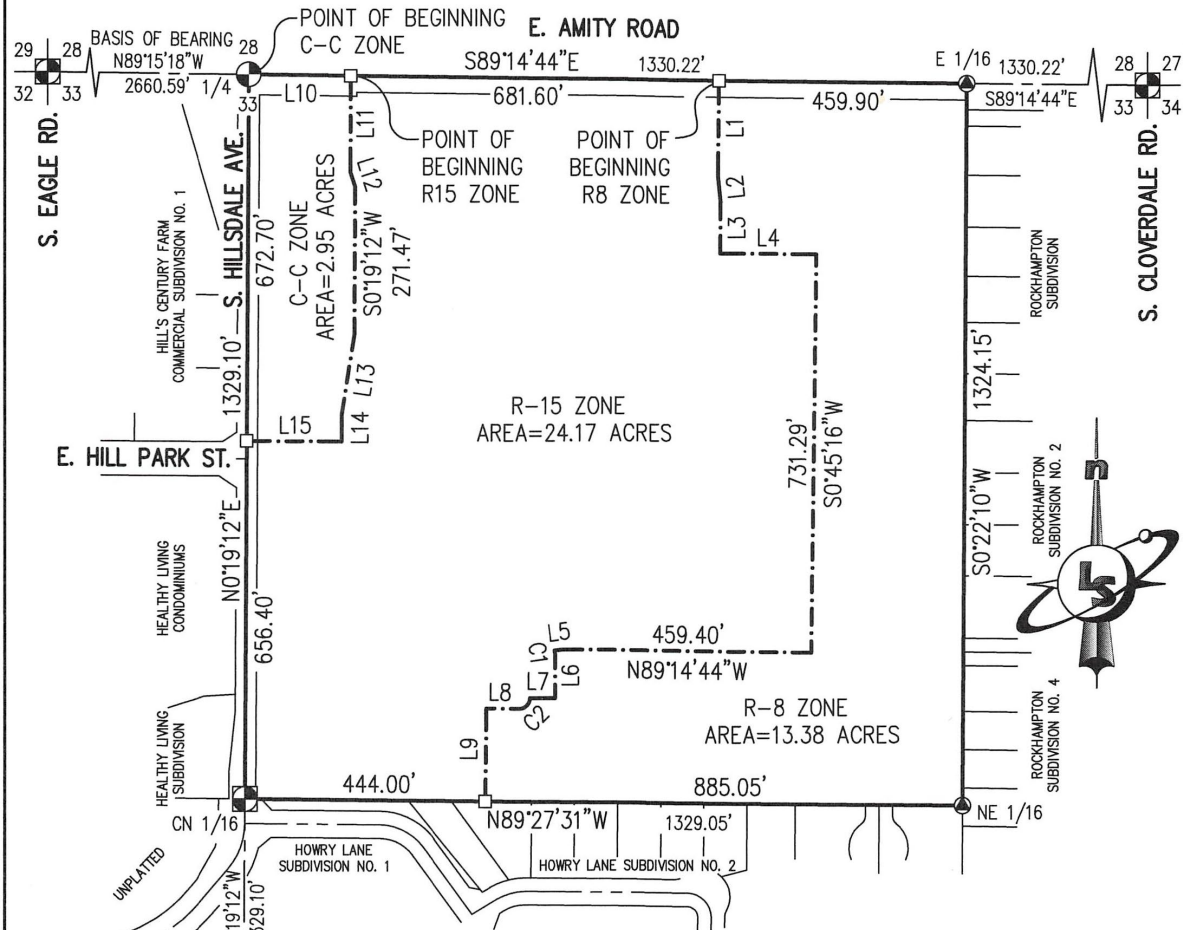 POINT OF BEGINNING
C-C ZONE
E. AMITY ROAD
BASIS OF BEARING
N89°15'18"W
2660.59'
29 28
32 33
28
1/4
33
S89°14'44"E
1330.22'
E 1/16
1330.22'
S89°14'44"E
28 27
33 34
L10
681.60'
459.90'
S. EAGLE RD.
S. CLOVERDALE RD.
L11
L12
POINT OF
BEGINNING
R15 ZONE
POINT OF
BEGINNING
R8 ZONE
L1
L2
L3
L4
HILL'S CENTURY FARM
COMMERCIAL SUBDIVISION NO. 1
S. HILLSDALE AVE.
1329.10'
672.70'
C-C ZONE
AREA=2.95 ACRES
S0°19'12"W
271.47'
L13
L14
L15
ROCKHAMPTON
SUBDIVISION
1324.15'
S0°22'10"W
R-15 ZONE
AREA=24.17 ACRES
731.29'
S0°45'16"W
E. HILL PARK ST.
ROCKHAMPTON
SUBDIVISION NO. 2
n
LS
HEALTHY LIVING
CONDOMINIUMS
N0°19'12"E
656.40'
L5
459.40'
N89°14'44"W
C1
L6
L7
L8
C2
L9
R-8 ZONE
AREA=13.38 ACRES
ROCKHAMPTON
SUBDIVISION NO. 4
HEALTHY LIVING
SUBDIVISION
444.00'
885.05'
CN 1/16
N89°27'31"W
1329.05'
NE 1/16
HOWRY LANE
SUBDIVISION NO. 1
HOWRY LANE SUBDIVISION NO. 2
UNPLATTED
19'12"W